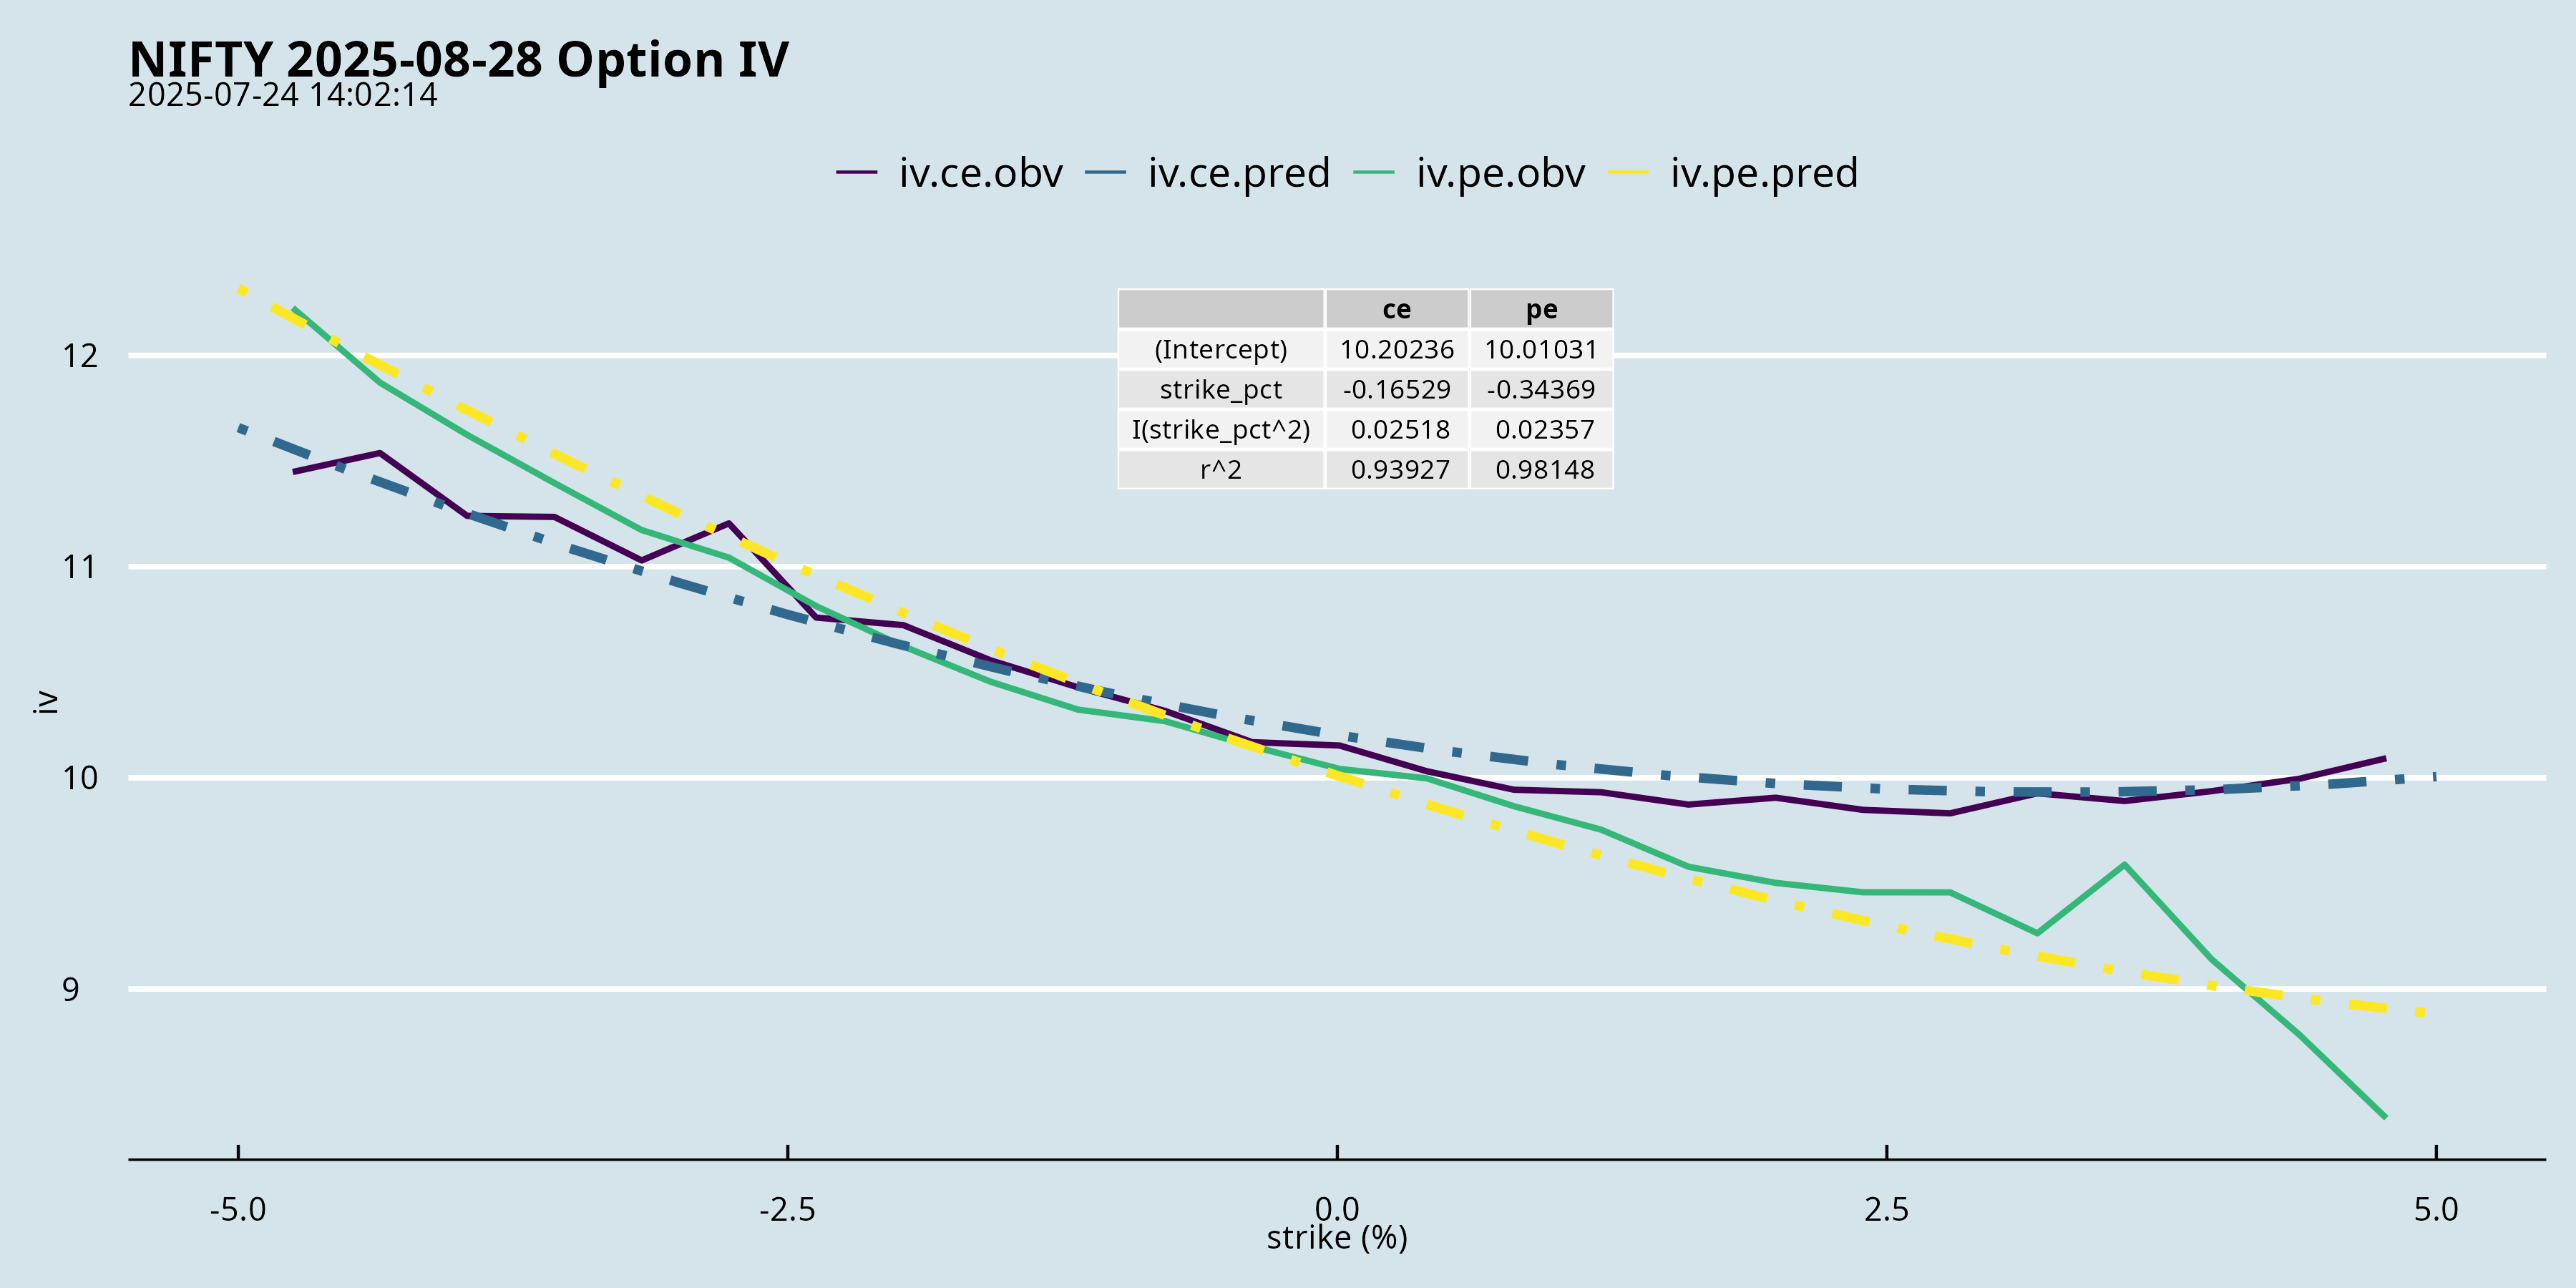 NIFTY 2025-08-28 Option IV
2025-07-24 14:02:14
iv.ce.obv iv.ce.pred iv.pe.obv iv.pe.pred
ce pe
(Intercept) 10.20236 10.01031
strike_pct -0.16529 -0.34369
I(strike_pct^2) 0.02518 0.02357
r^2 0.93927 0.98148
12
11
10
9
iv
-5.0 -2.5 0.0 2.5 5.0
strike (%)